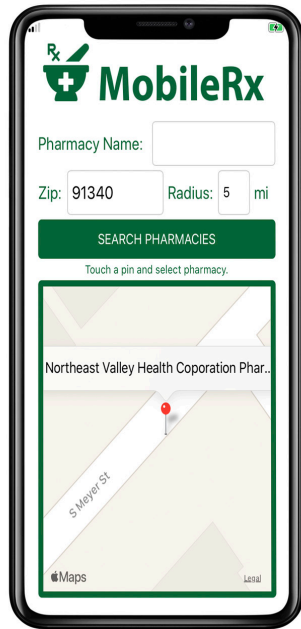 Rx MobileRx
Pharmacy Name:
Zip: 91340 Radius: 5 mi
SEARCH PHARMACIES
Touch a pin and select pharmacy.
Northeast Valley Health Coporation Phar..
S Meyer St
Maps Legal